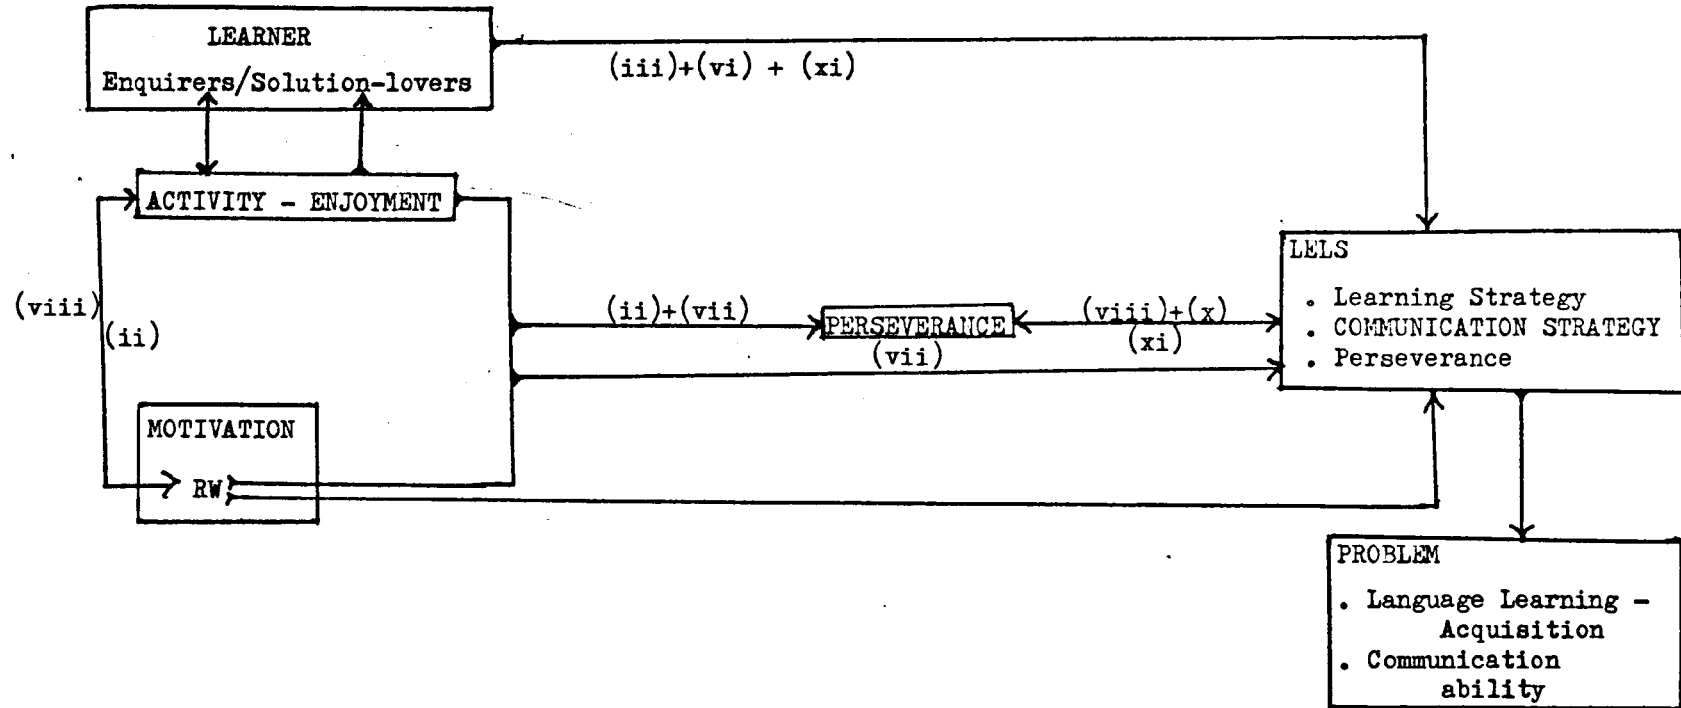 LEARNER
Enquirers/Solution-lovers
(iii)+(vi) + (xi)
ACTIVITY - ENJOYMENT
(viii)
(ii)
(ii)+(vii)
PERSEVERANCE
(vii)
(viii)+(x)
(xi)
LELS
. Learning Strategy
. COMMUNICATION STRATEGY
. Perseverance
MOTIVATION
RW
PROBLEM
. Language Learning -
Acquisition
. Communication
ability